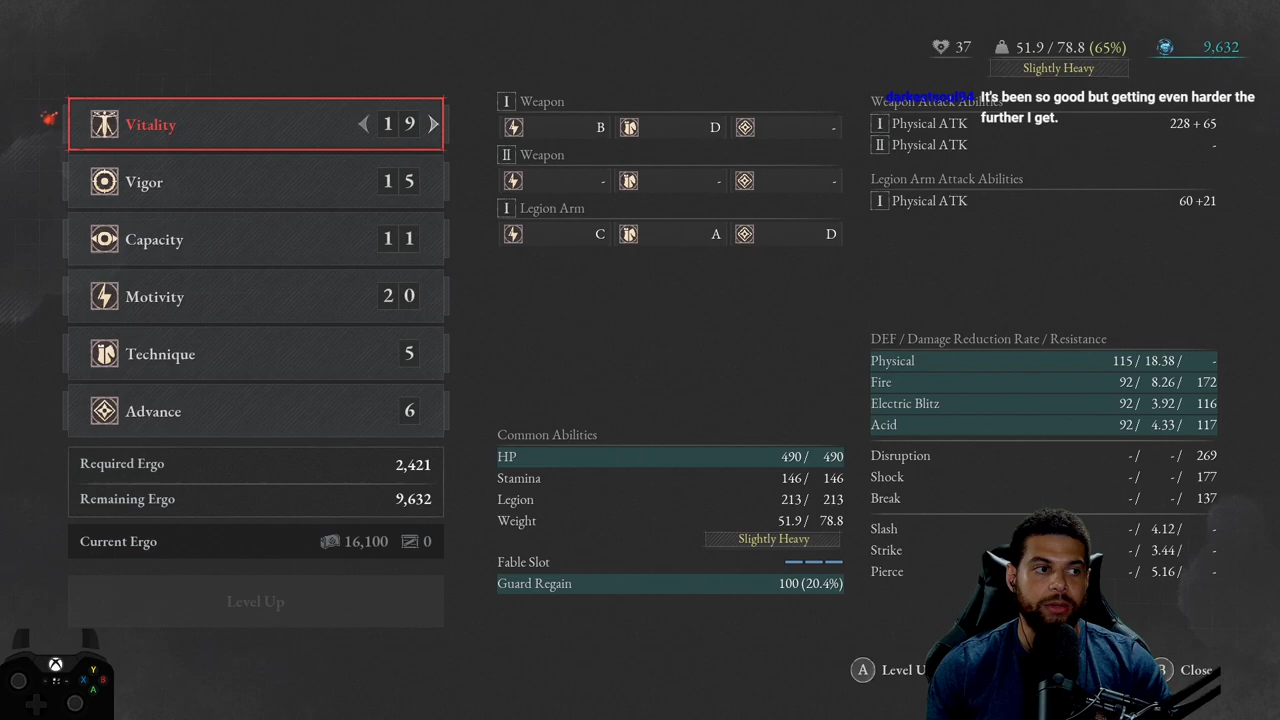 37 51.9 / 78.8 (65%) 9,632
Slightly Heavy
It's been so good but getting even harder the
further I get.
Vitality 1 9
Vigor 1 5
Capacity 1 1
Motivity 2 0
Technique 5
Advance 6
Required Ergo 2,421
Remaining Ergo 9,632
Current Ergo 16,100 0
Level Up
I Weapon
B D -
II Weapon
- - -
I Legion Arm
C A D
Common Abilities
HP 490 / 490
Stamina 146 / 146
Legion 213 / 213
Weight 51.9 / 78.8
Slightly Heavy
Fable Slot
Guard Regain 100 (20.4%)
Weapon Attack Abilities
I Physical ATK 228 + 65
II Physical ATK -
Legion Arm Attack Abilities
I Physical ATK 60 +21
DEF / Damage Reduction Rate / Resistance
Physical 115 / 18.38 / -
Fire 92 / 8.26 / 172
Electric Blitz 92 / 3.92 / 116
Acid 92 / 4.33 / 117
Disruption - / - / 269
Shock - / - / 177
Break - / - / 137
Slash - / 4.12 / -
Strike - / 3.44 / -
Pierce - / 5.16 / -
A Level U
B Close
Y
X B
A